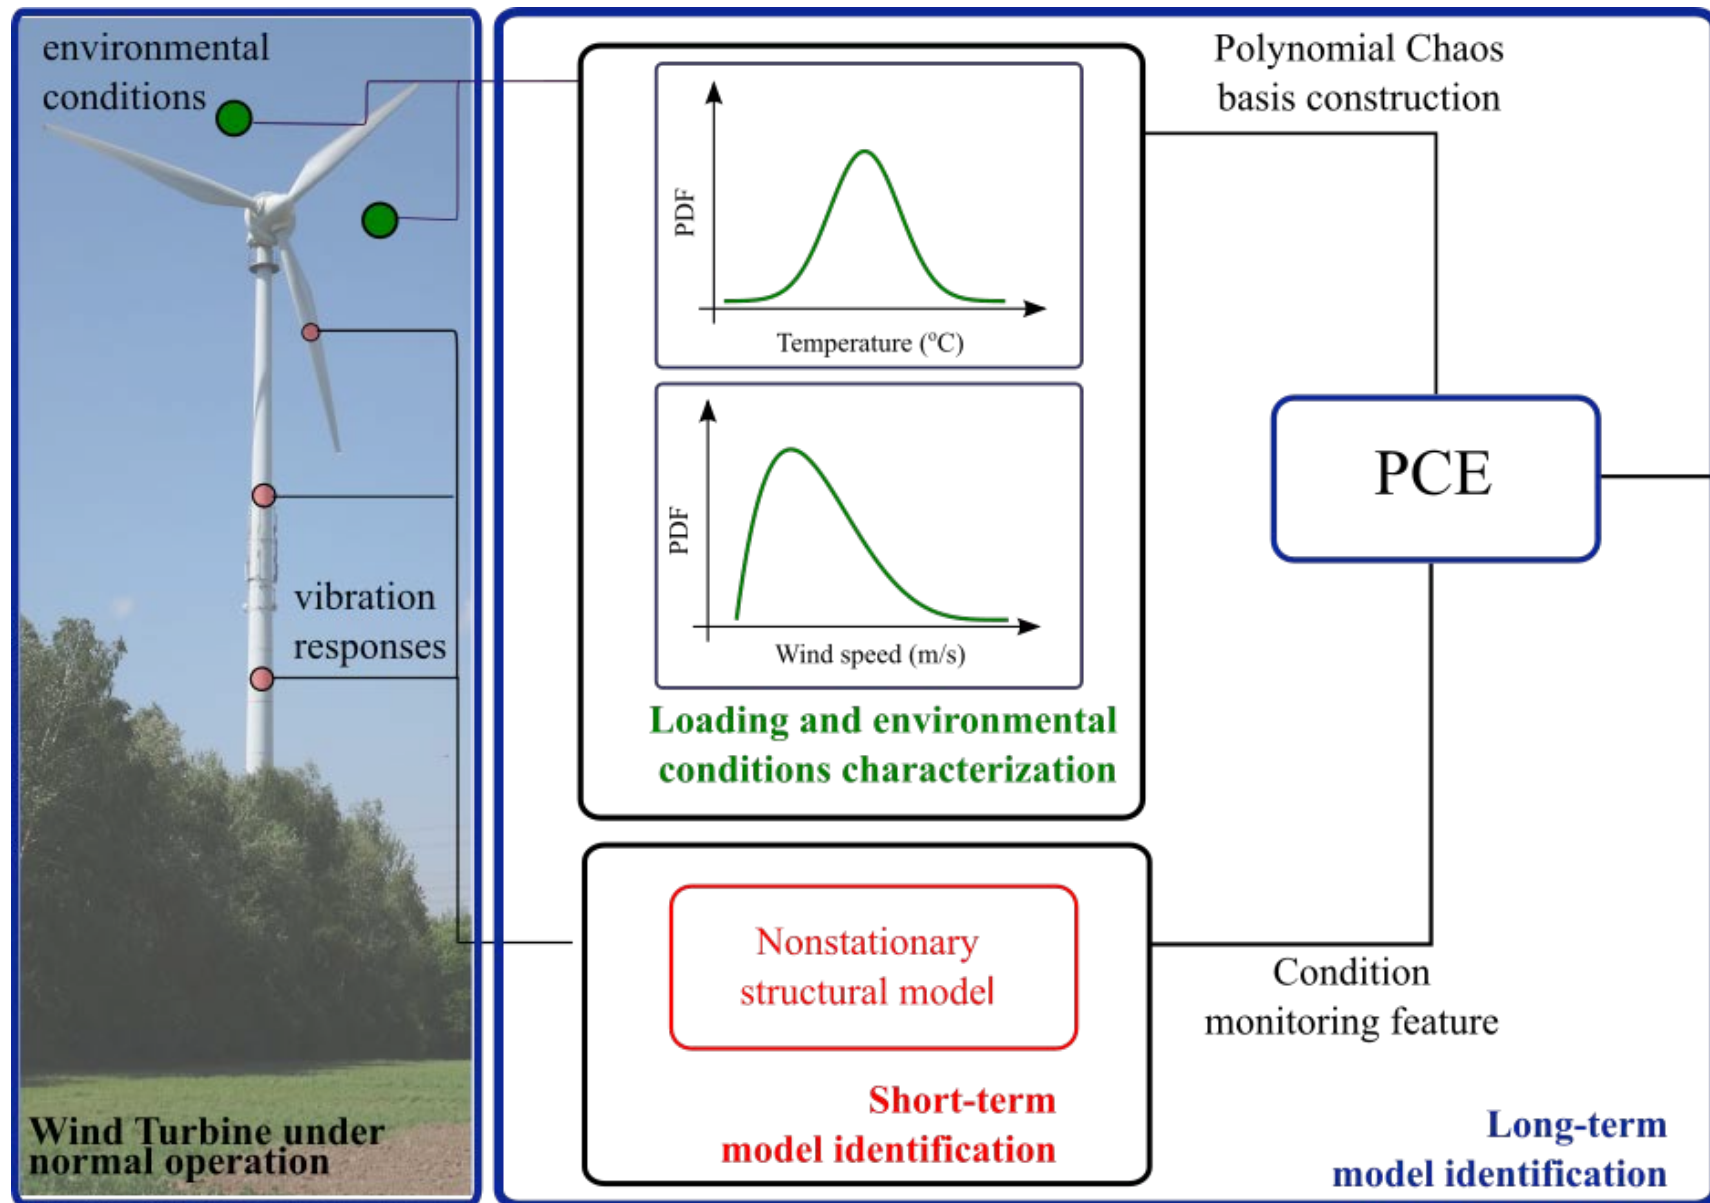 environmental
conditions
vibration
responses
Wind Turbine under
normal operation
PDF
Temperature (°C)
PDF
Wind speed (m/s)
Loading and environmental
conditions characterization
Nonstationary
structural model
Short-term
model identification
Polynomial Chaos
basis construction
PCE
Condition
monitoring feature
Long-term
model identification